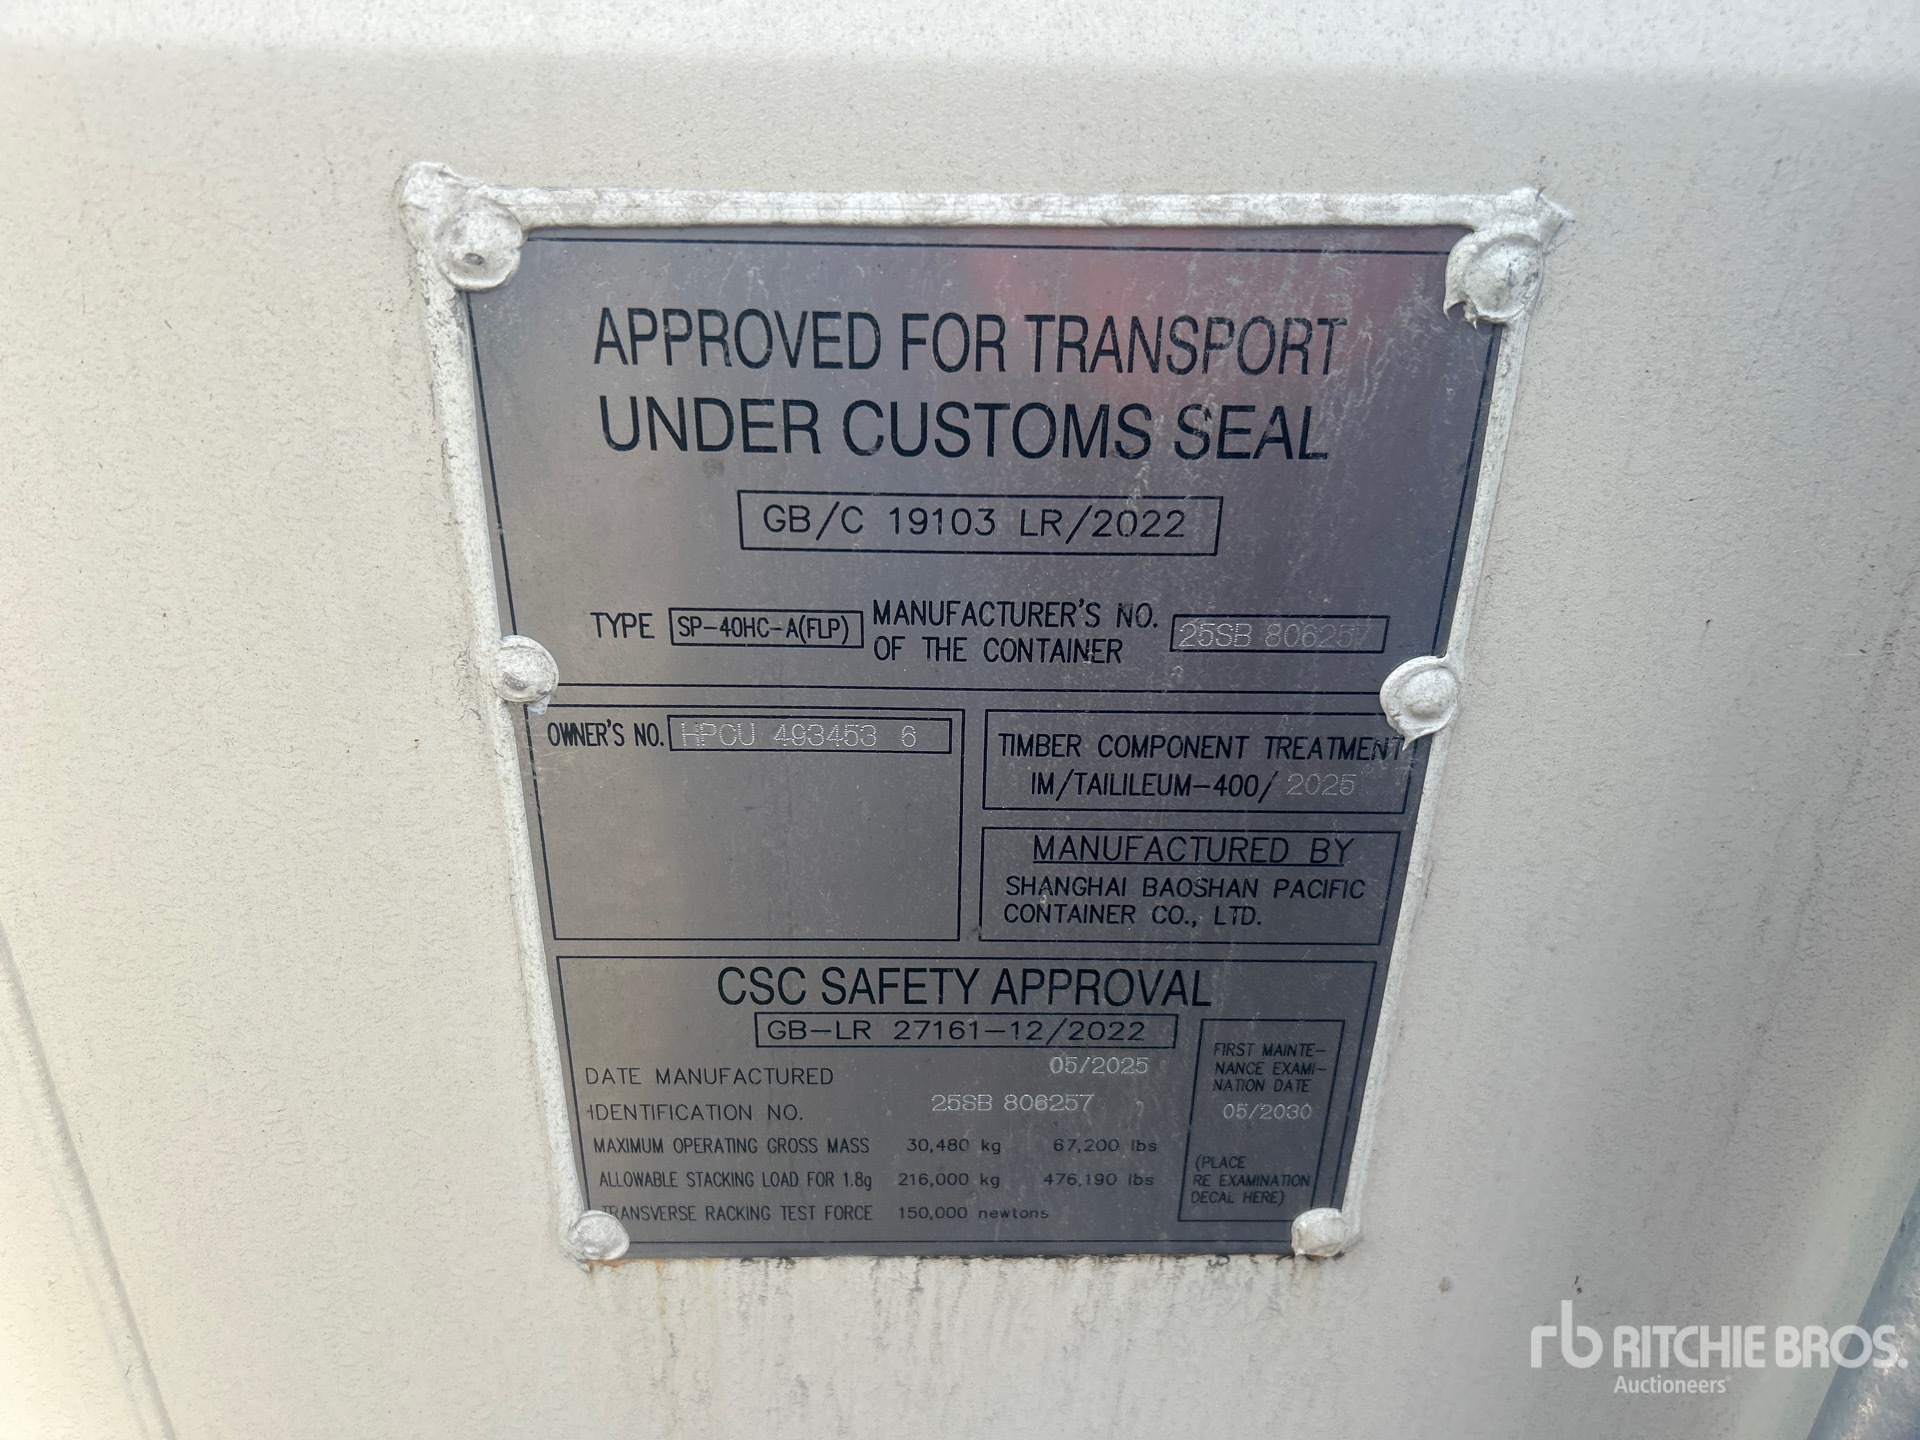 APPROVED FOR TRANSPORT
UNDER CUSTOMS SEAL
GB/C 19103 LR/2022
TYPE SP-40HC-A(FLP) MANUFACTURER'S NO. OF THE CONTAINER 25SB 806257
OWNER'S NO. HPCU 493453 6
TIMBER COMPONENT TREATMENT
IM/TAILILEUM-400/2025
MANUFACTURED BY
SHANGHAI BAOSHAN PACIFIC
CONTAINER CO., LTD.
CSC SAFETY APPROVAL
GB-LR 27161-12/2022
DATE MANUFACTURED 05/2025
IDENTIFICATION NO. 25SB 806257
MAXIMUM OPERATING GROSS MASS 30,480 kg 67,200 lbs
ALLOWABLE STACKING LOAD FOR 1.8g 216,000 kg 476,190 lbs
TRANSVERSE RACKING TEST FORCE 150,000 newtons
FIRST MAINTE-
NANCE EXAMI-
NATION DATE
05/2030
(PLACE
RE EXAMINATION
DECAL HERE)
rb RITCHIE BROS.
Auctioneers